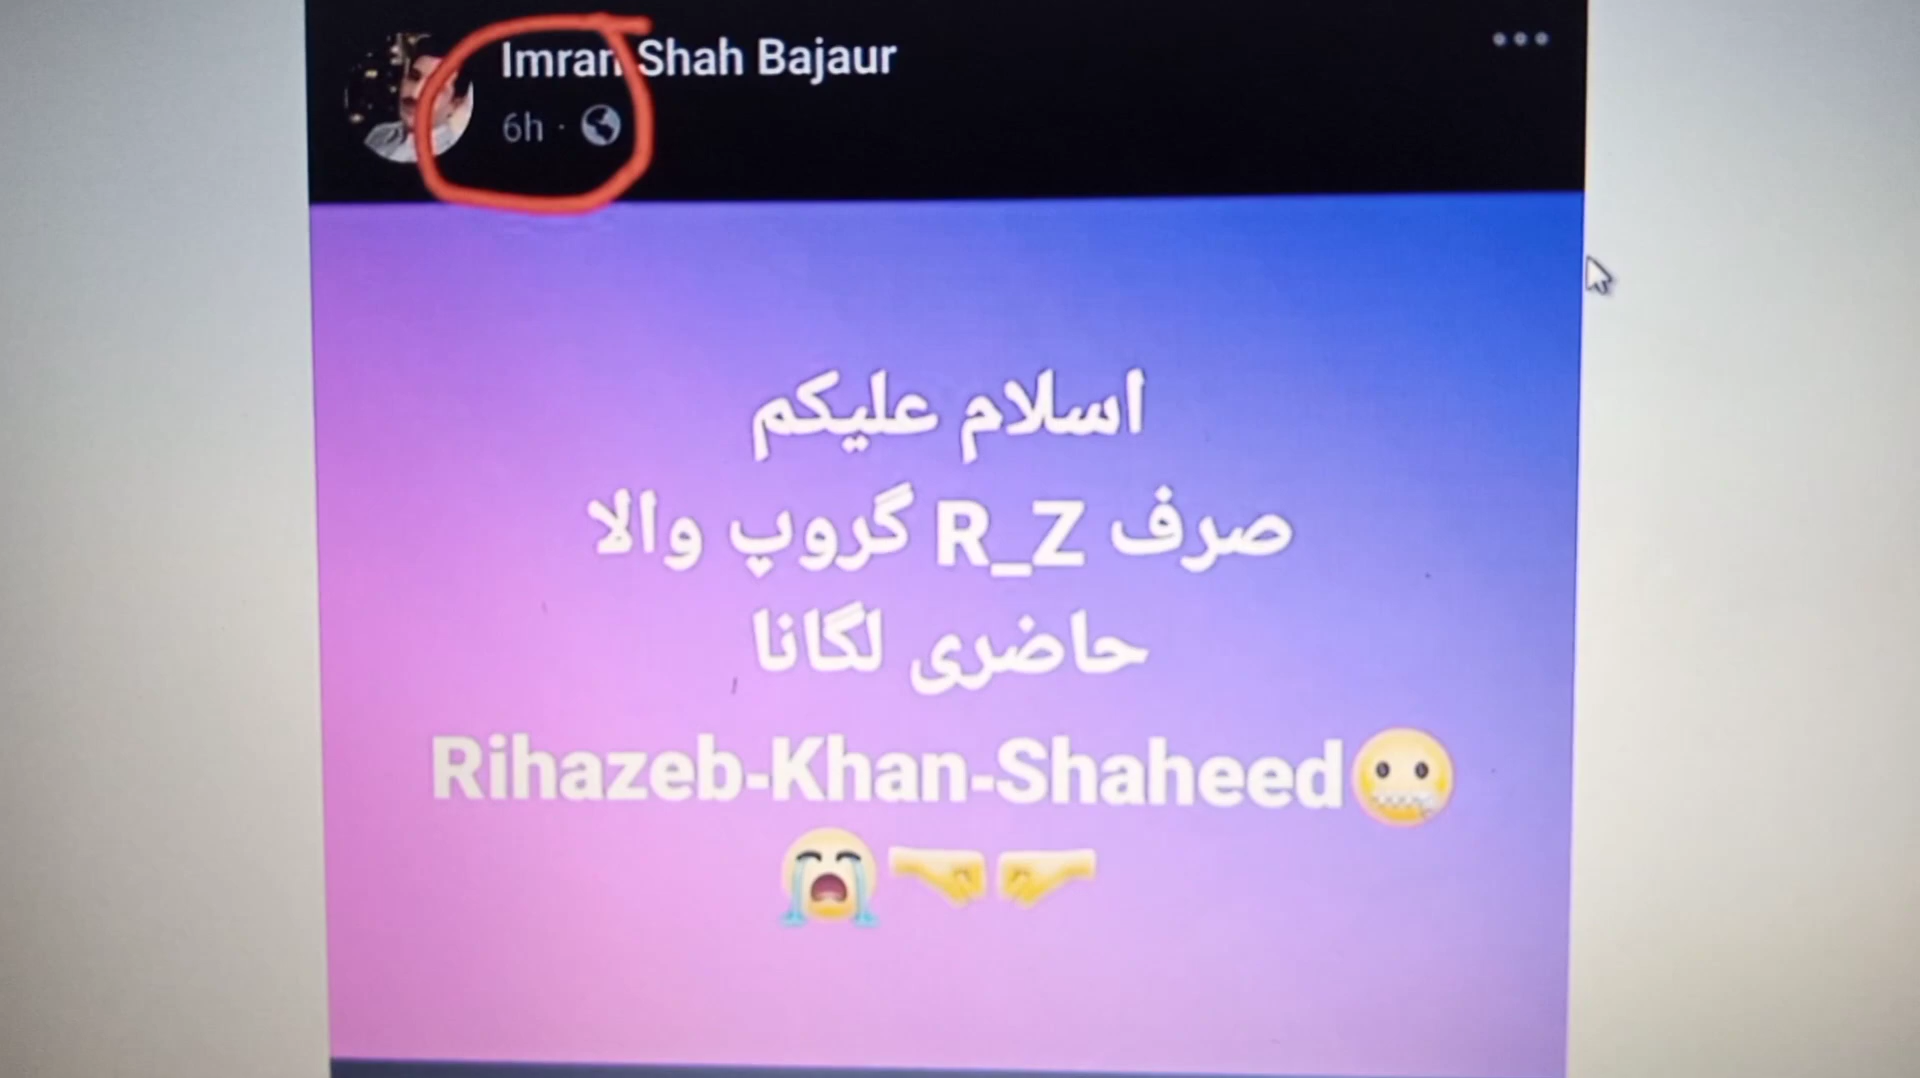 Imran Shah Bajaur
6h ·
اسلام علیکم
صرف R_Z گروپ والا
حاضری لگانا
Rihazeb-Khan-Shaheed🤐
😭🤜🤛